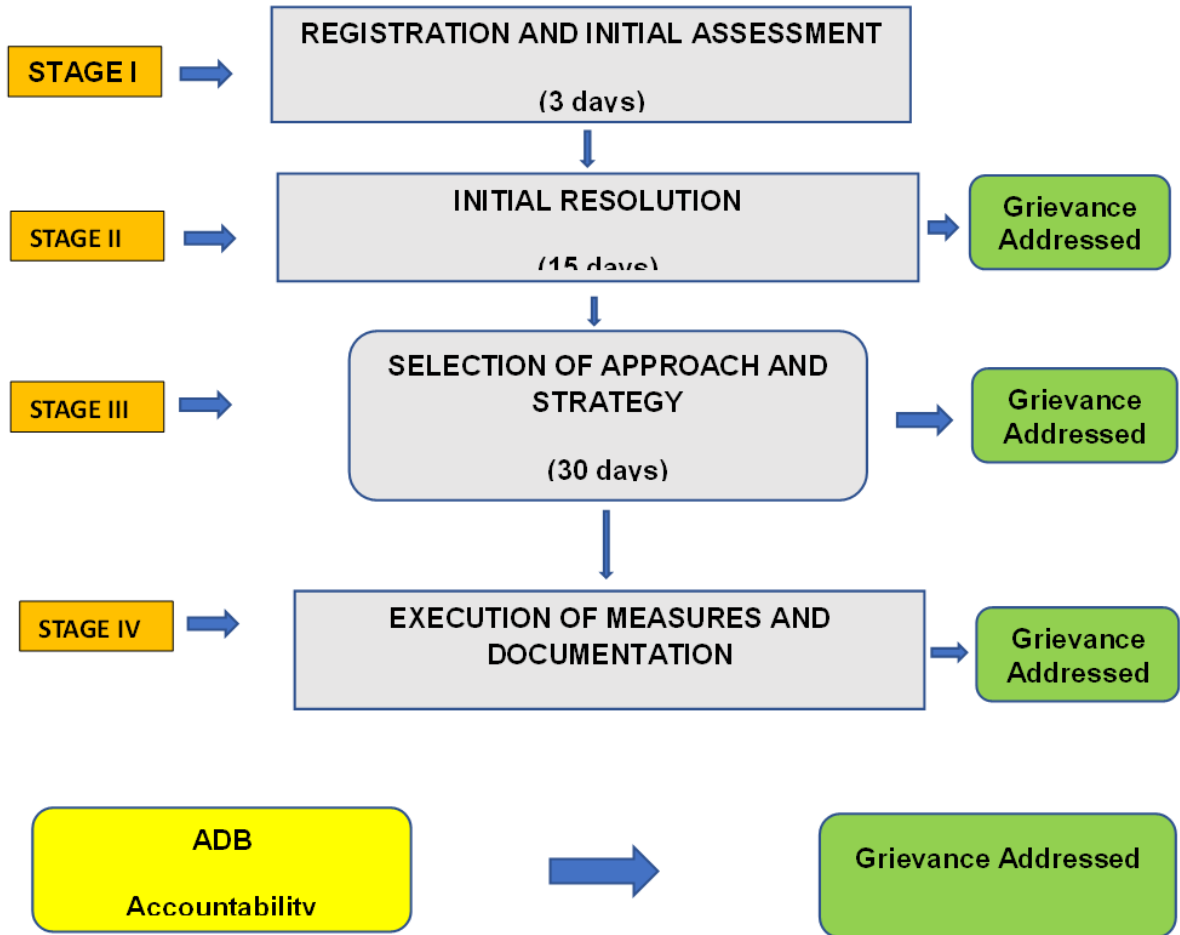 REGISTRATION AND INITIAL ASSESSMENT
STAGE I
(3 days)
INITIAL RESOLUTION
STAGE II
(15 days)
Grievance
Addressed
SELECTION OF APPROACH AND
STRATEGY
STAGE III
(30 days)
Grievance
Addressed
EXECUTION OF MEASURES AND
DOCUMENTATION
STAGE IV
Grievance
Addressed
ADB
Accountability
Grievance Addressed